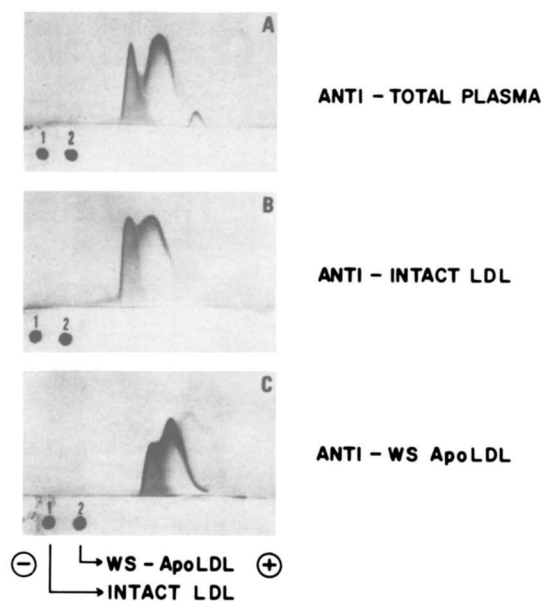 A
ANTI - TOTAL PLASMA
1 2
B
ANTI - INTACT LDL
1 2
C
ANTI - WS ApoLDL
1 2
− WS - ApoLDL +
INTACT LDL